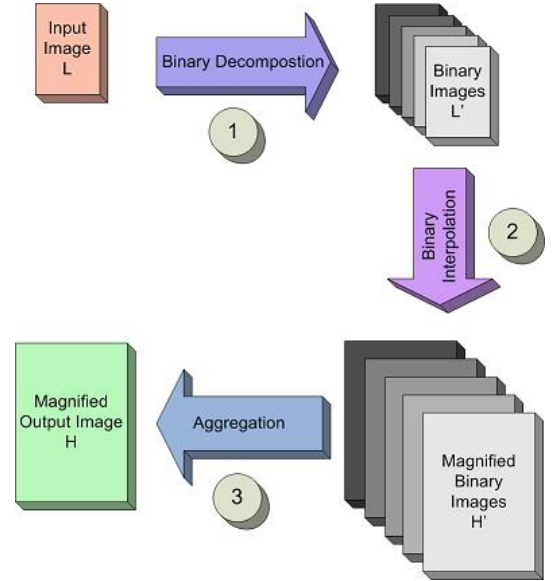 Input
Image
L
Binary Decompostion
1
Binary
Images
L'
Binary
Interpolation
2
Magnified
Output Image
H
Aggregation
3
Magnified
Binary
Images
H'